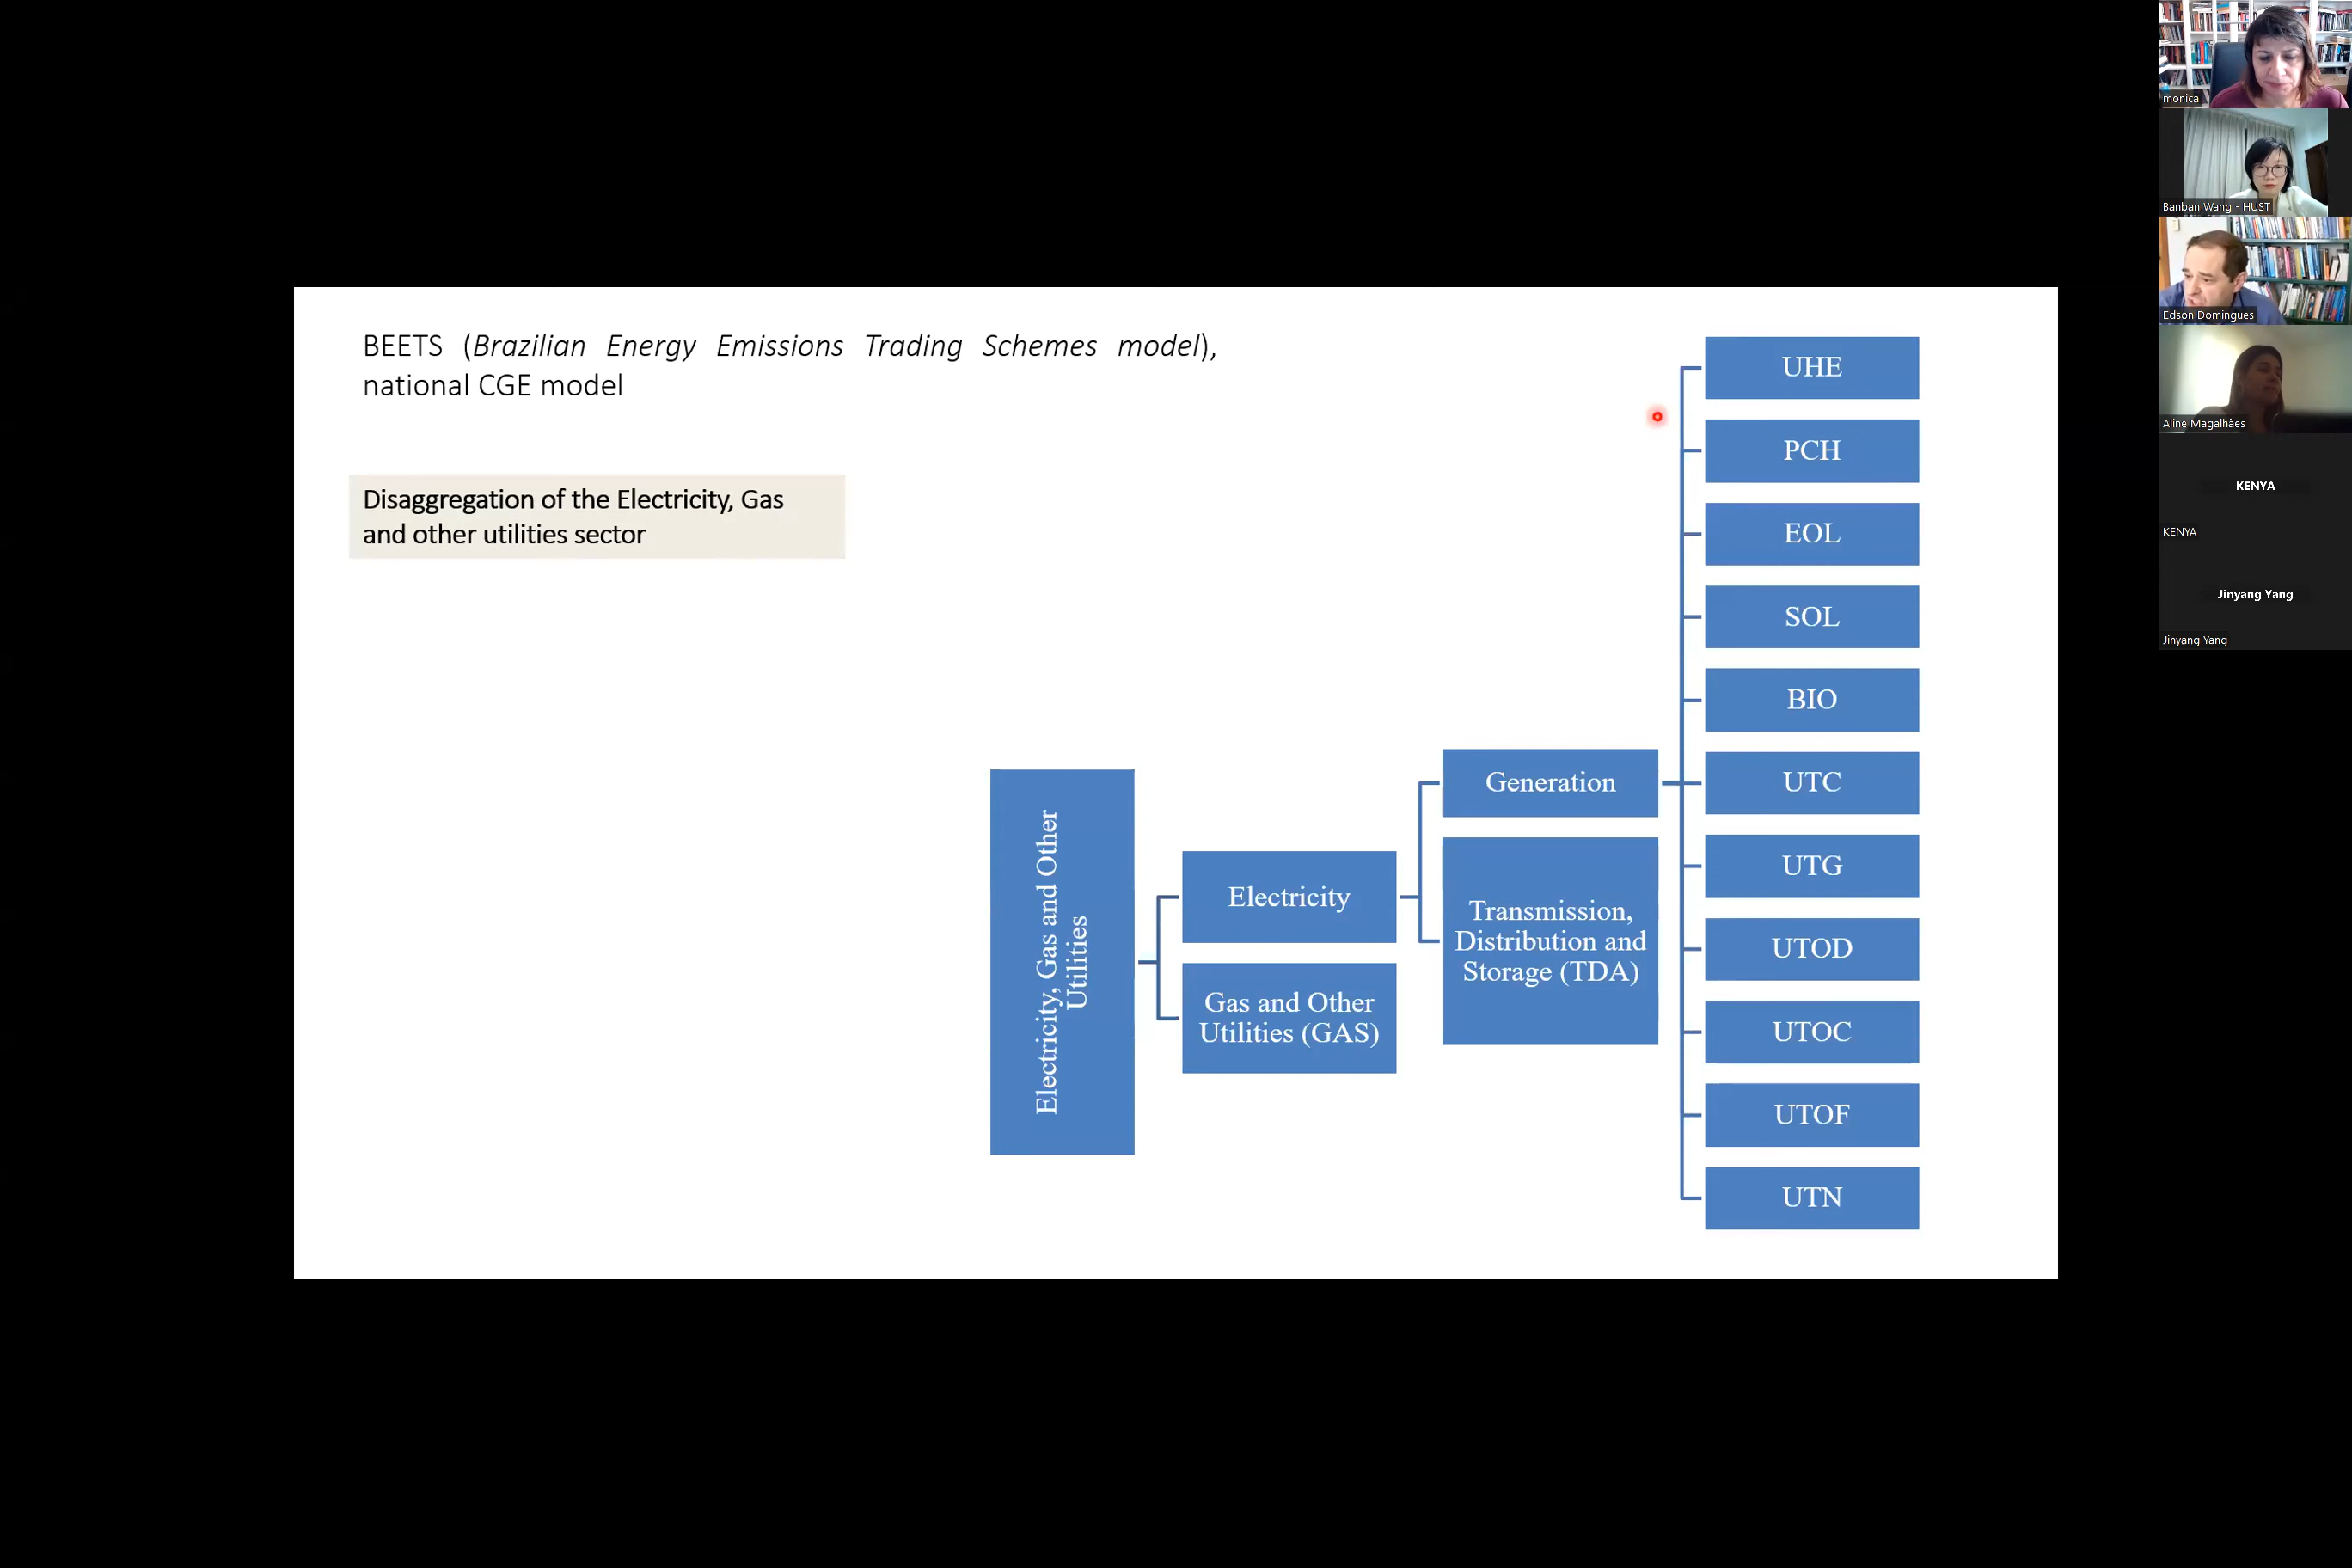 BEETS (Brazilian Energy Emissions Trading Schemes model),
national CGE model
Disaggregation of the Electricity, Gas
and other utilities sector
Electricity, Gas and Other
Utilities
Electricity
Gas and Other
Utilities (GAS)
Generation
Transmission,
Distribution and
Storage (TDA)
UHE
PCH
EOL
SOL
BIO
UTC
UTG
UTOD
UTOC
UTOF
UTN
monica
Banban Wang - HUST
Edson Domingues
Aline Magalhães
KENYA
KENYA
Jinyang Yang
Jinyang Yang